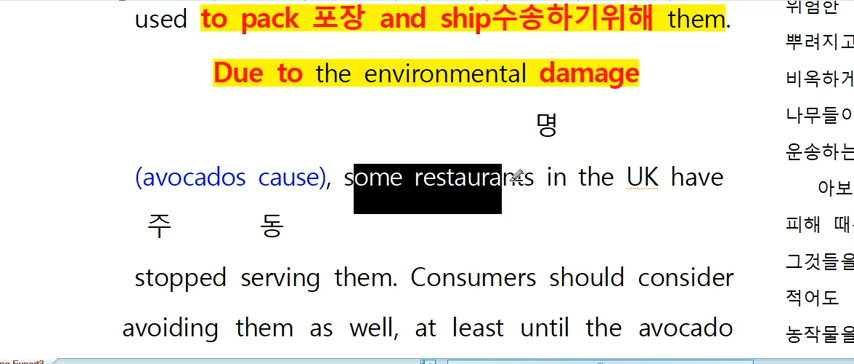 used to pack 포장 and ship수송하기위해 them.
Due to the environmental damage
명
(avocados cause), some restaurants in the UK have
주 동
stopped serving them. Consumers should consider
avoiding them as well, at least until the avocado
위험한
뿌려지고
비옥하게
나무들이
운송하는
아보
피해 때
그것들을
적어도
농작물을